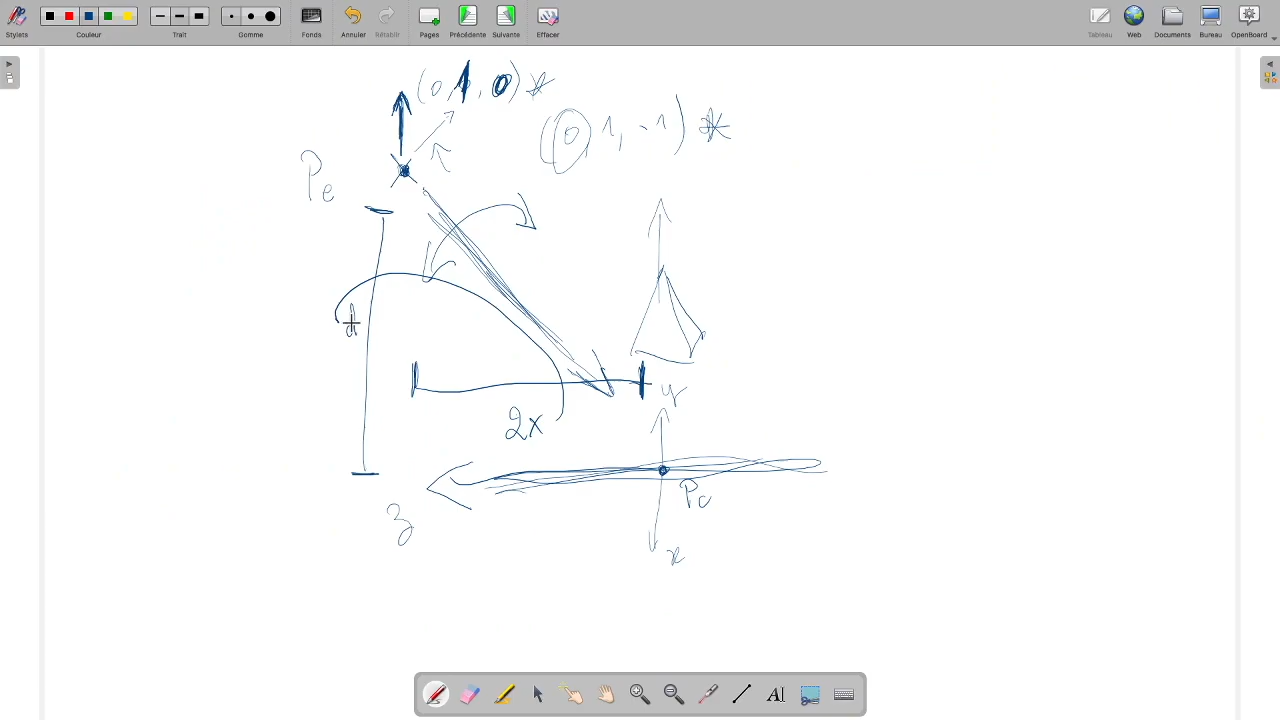 Stylets
Couleur
Trait
Gomme
Fonds
Annuler
Rétablir
Pages
Précédente
Suivante
Effacer
Tableau
Web
Documents
Bureau
OpenBoard
(0, 1, 0) *
(0, 1, -1) *
Pe
d
y
2x
Pc
z
x
AI